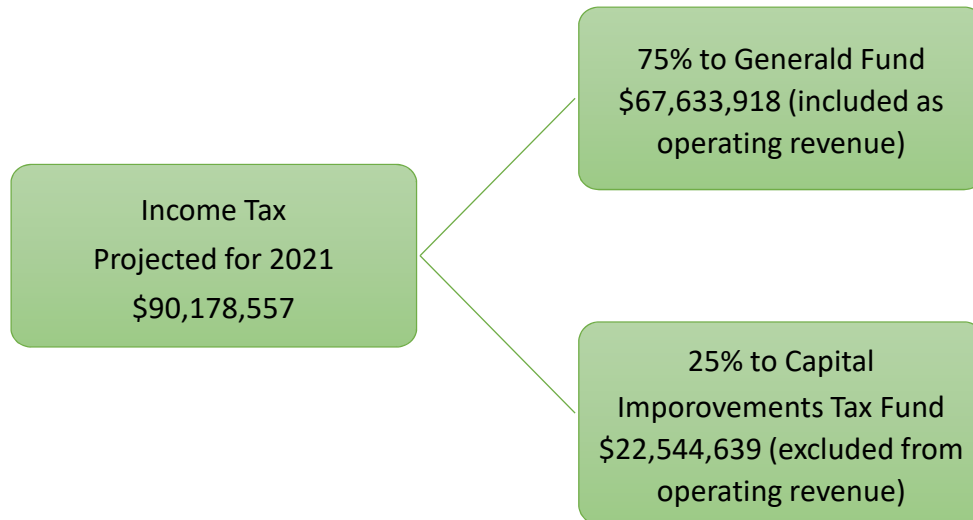 75% to Generald Fund
$67,633,918 (included as
operating revenue)
Income Tax
Projected for 2021
$90,178,557
25% to Capital
Imporovements Tax Fund
$22,544,639 (excluded from
operating revenue)